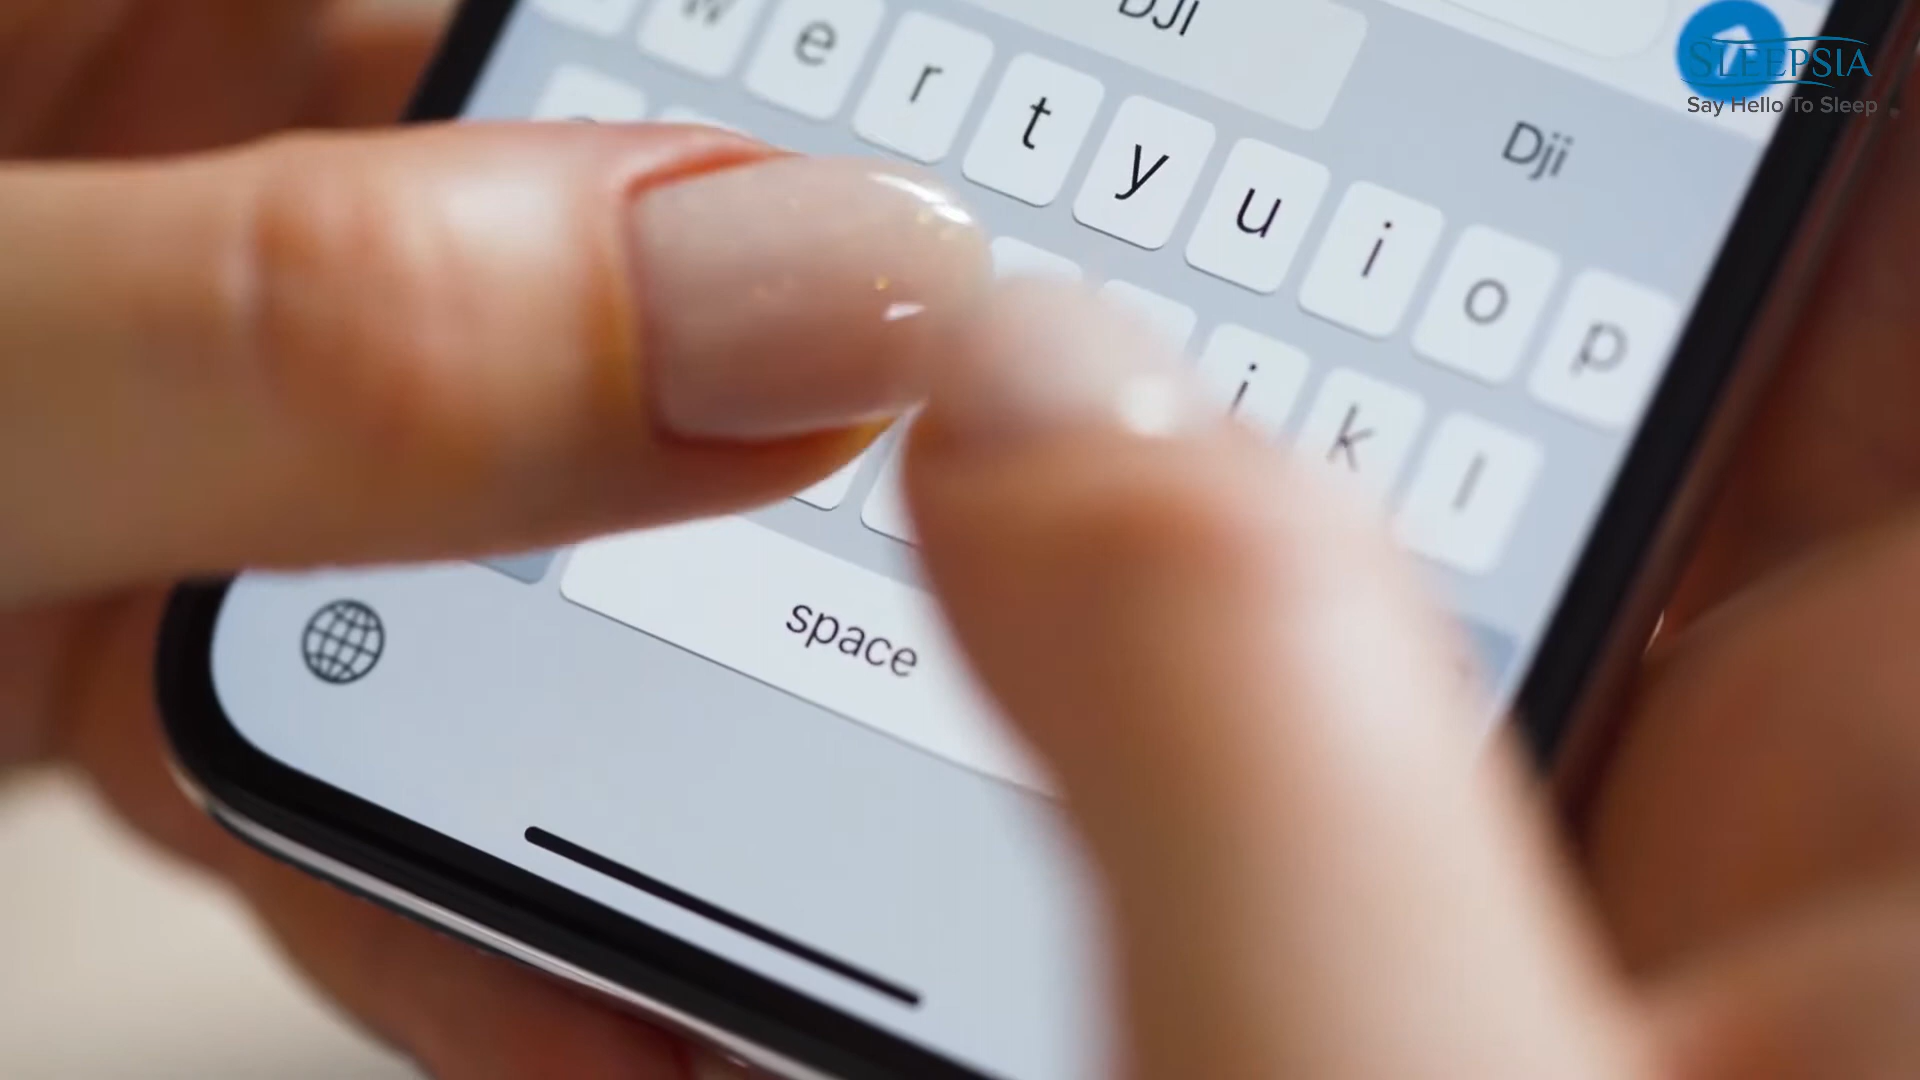 DJI
SLEEPSIA
Say Hello To Sleep
Dji
w e r t y u i o p
j k l
space